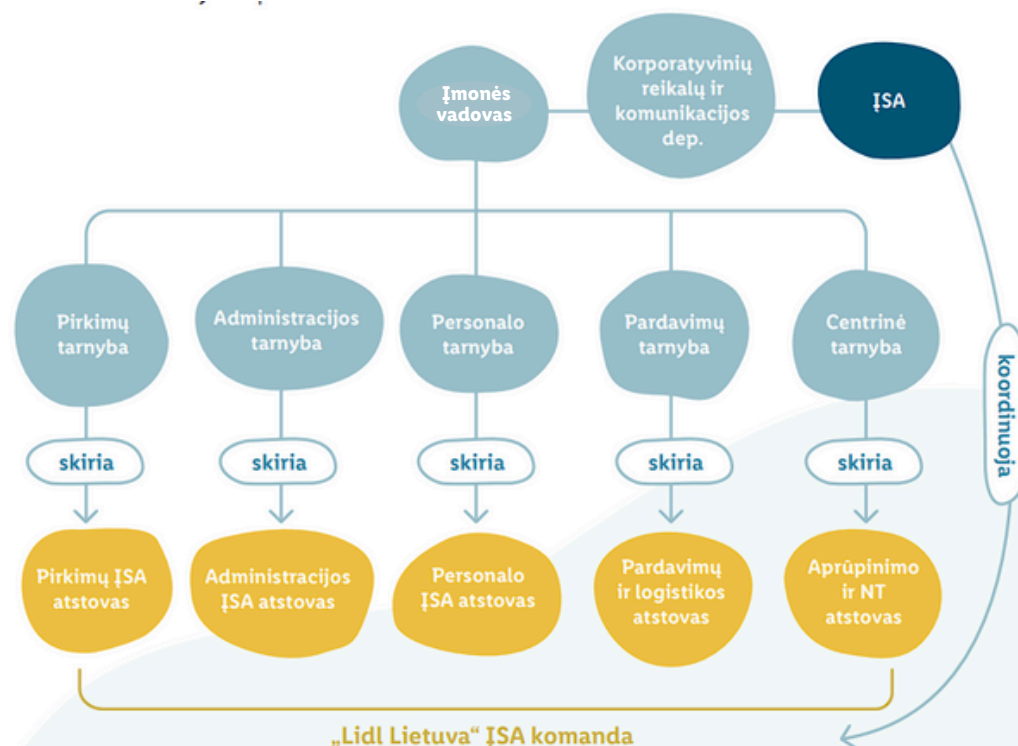 Įmonės
vadovas
Korporatyvinių
reikalų ir
komunikacijos
dep.
ĮSA
Pirkimų
tarnyba
Administracijos
tarnyba
Personalo
tarnyba
Pardavimų
tarnyba
Centrinė
tarnyba
koordinuoja
skiria
skiria
skiria
skiria
skiria
Pirkimų ĮSA
atstovas
Administracijos
ĮSA atstovas
Personalo
ĮSA atstovas
Pardavimų
ir logistikos
atstovas
Aprūpinimo
ir NT
atstovas
„Lidl Lietuva“ ĮSA komanda